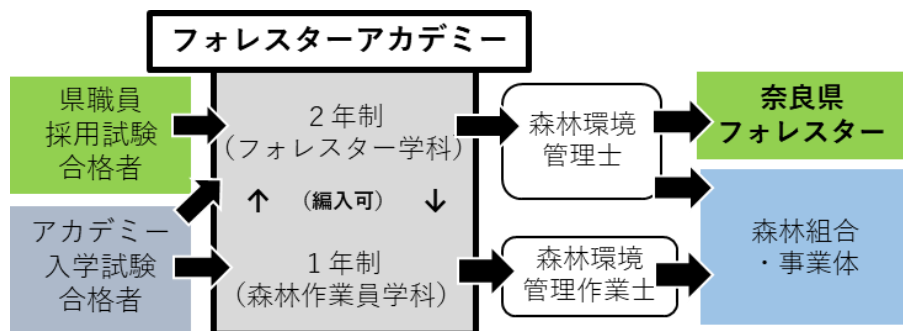 フォレスターアカデミー
県職員
採用試験
合格者
アカデミー
入学試験
合格者
２年制
(フォレスター学科)
↑ (編入可) ↓
１年制
(森林作業員学科)
森林環境
管理士
森林環境
管理作業士
奈良県
フォレスター
森林組合
・事業体